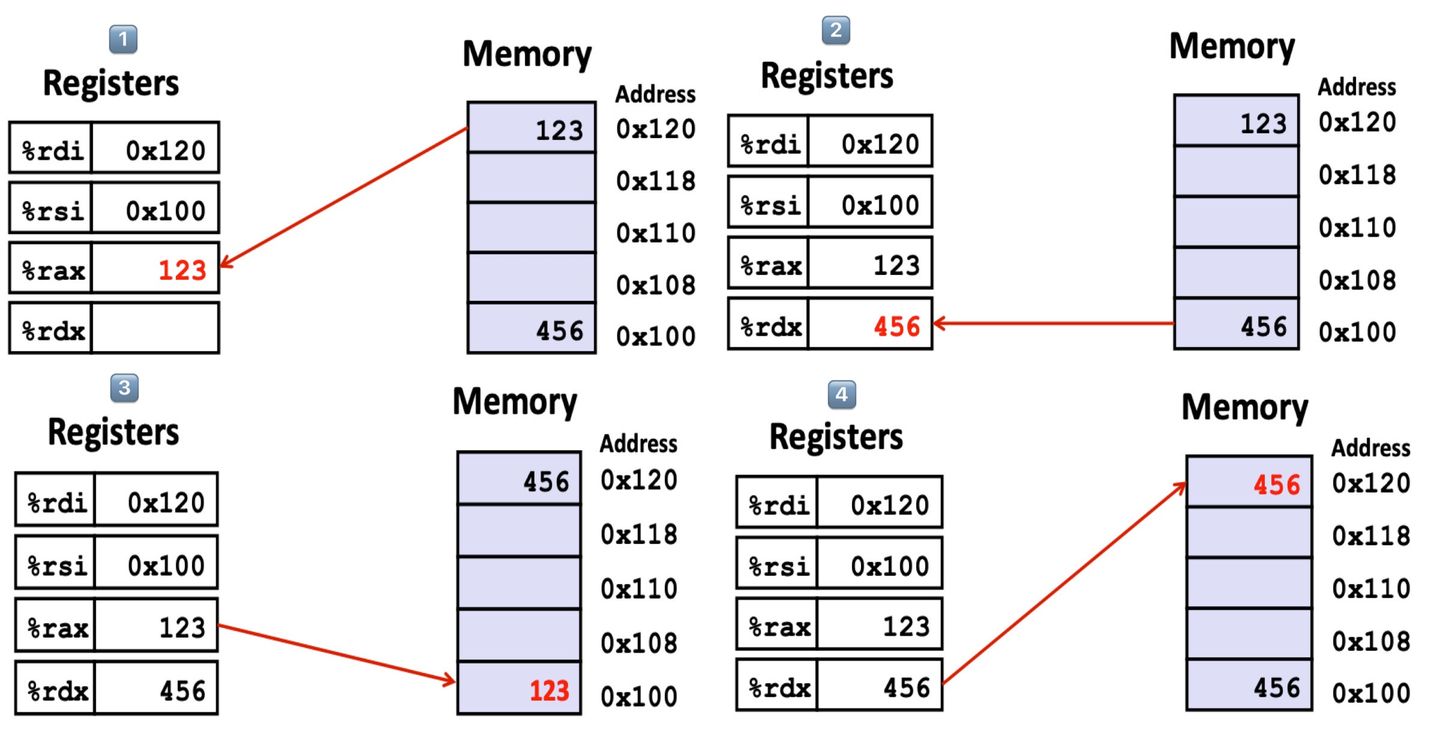 1
Registers
Memory
Address
%rdi 0x120
%rsi 0x100
%rax 123
%rdx
123 0x120
0x118
0x110
0x108
456 0x100
2
Registers
Memory
Address
%rdi 0x120
%rsi 0x100
%rax 123
%rdx 456
123 0x120
0x118
0x110
0x108
456 0x100
3
Registers
Memory
Address
%rdi 0x120
%rsi 0x100
%rax 123
%rdx 456
456 0x120
0x118
0x110
0x108
123 0x100
4
Registers
Memory
Address
%rdi 0x120
%rsi 0x100
%rax 123
%rdx 456
456 0x120
0x118
0x110
0x108
456 0x100